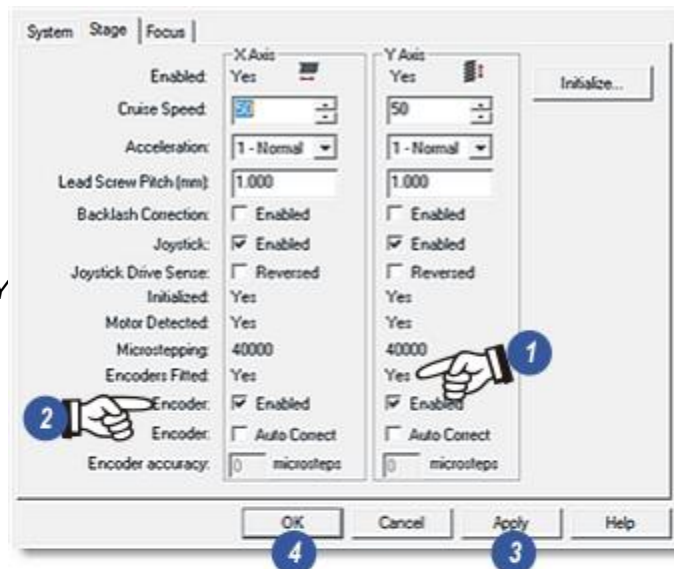 System Stage Focus
X Axis Y Axis
Enabled: Yes Yes Initialize...
Cruise Speed: 50 50
Acceleration: 1 - Normal 1 - Normal
Lead Screw Pitch (mm): 1.000 1.000
Backlash Correction: Enabled Enabled
Joystick: Enabled Enabled
Joystick Drive Sense: Reversed Reversed
Initialized: Yes Yes
Motor Detected: Yes Yes
Microstepping: 40000 40000 1
Encoders Fitted: Yes Yes
2 Encoder: Enabled Enabled
Encoder: Auto Correct Auto Correct
Encoder accuracy: 0 microsteps 0 microsteps
OK Cancel Apply Help
4 3